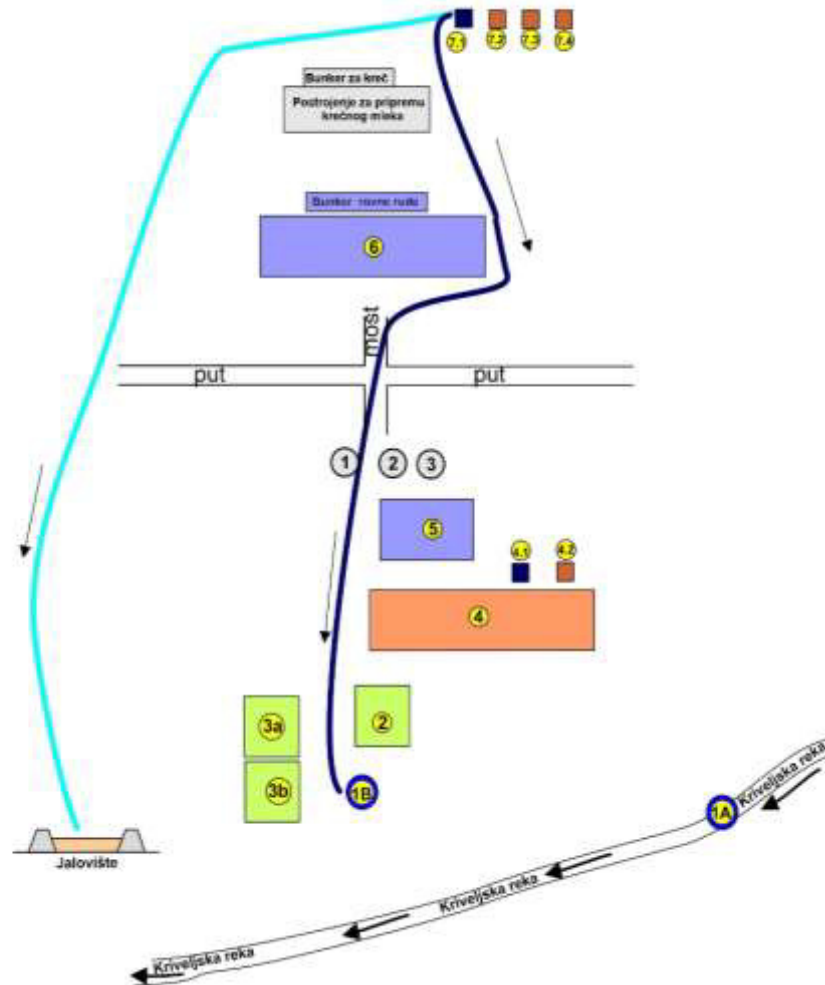 7.1 7.2 7.3 7.4
Bunker za kreč
Postrojenje za pripremu
krečnog mleka
Bunker rovne rude
6
most
put put
1 2 3
5
4.1 4.2
4
3a 2
3b 1B
1A
Kriveljska reka
Jalovište
Kriveljska reka
Kriveljska reka